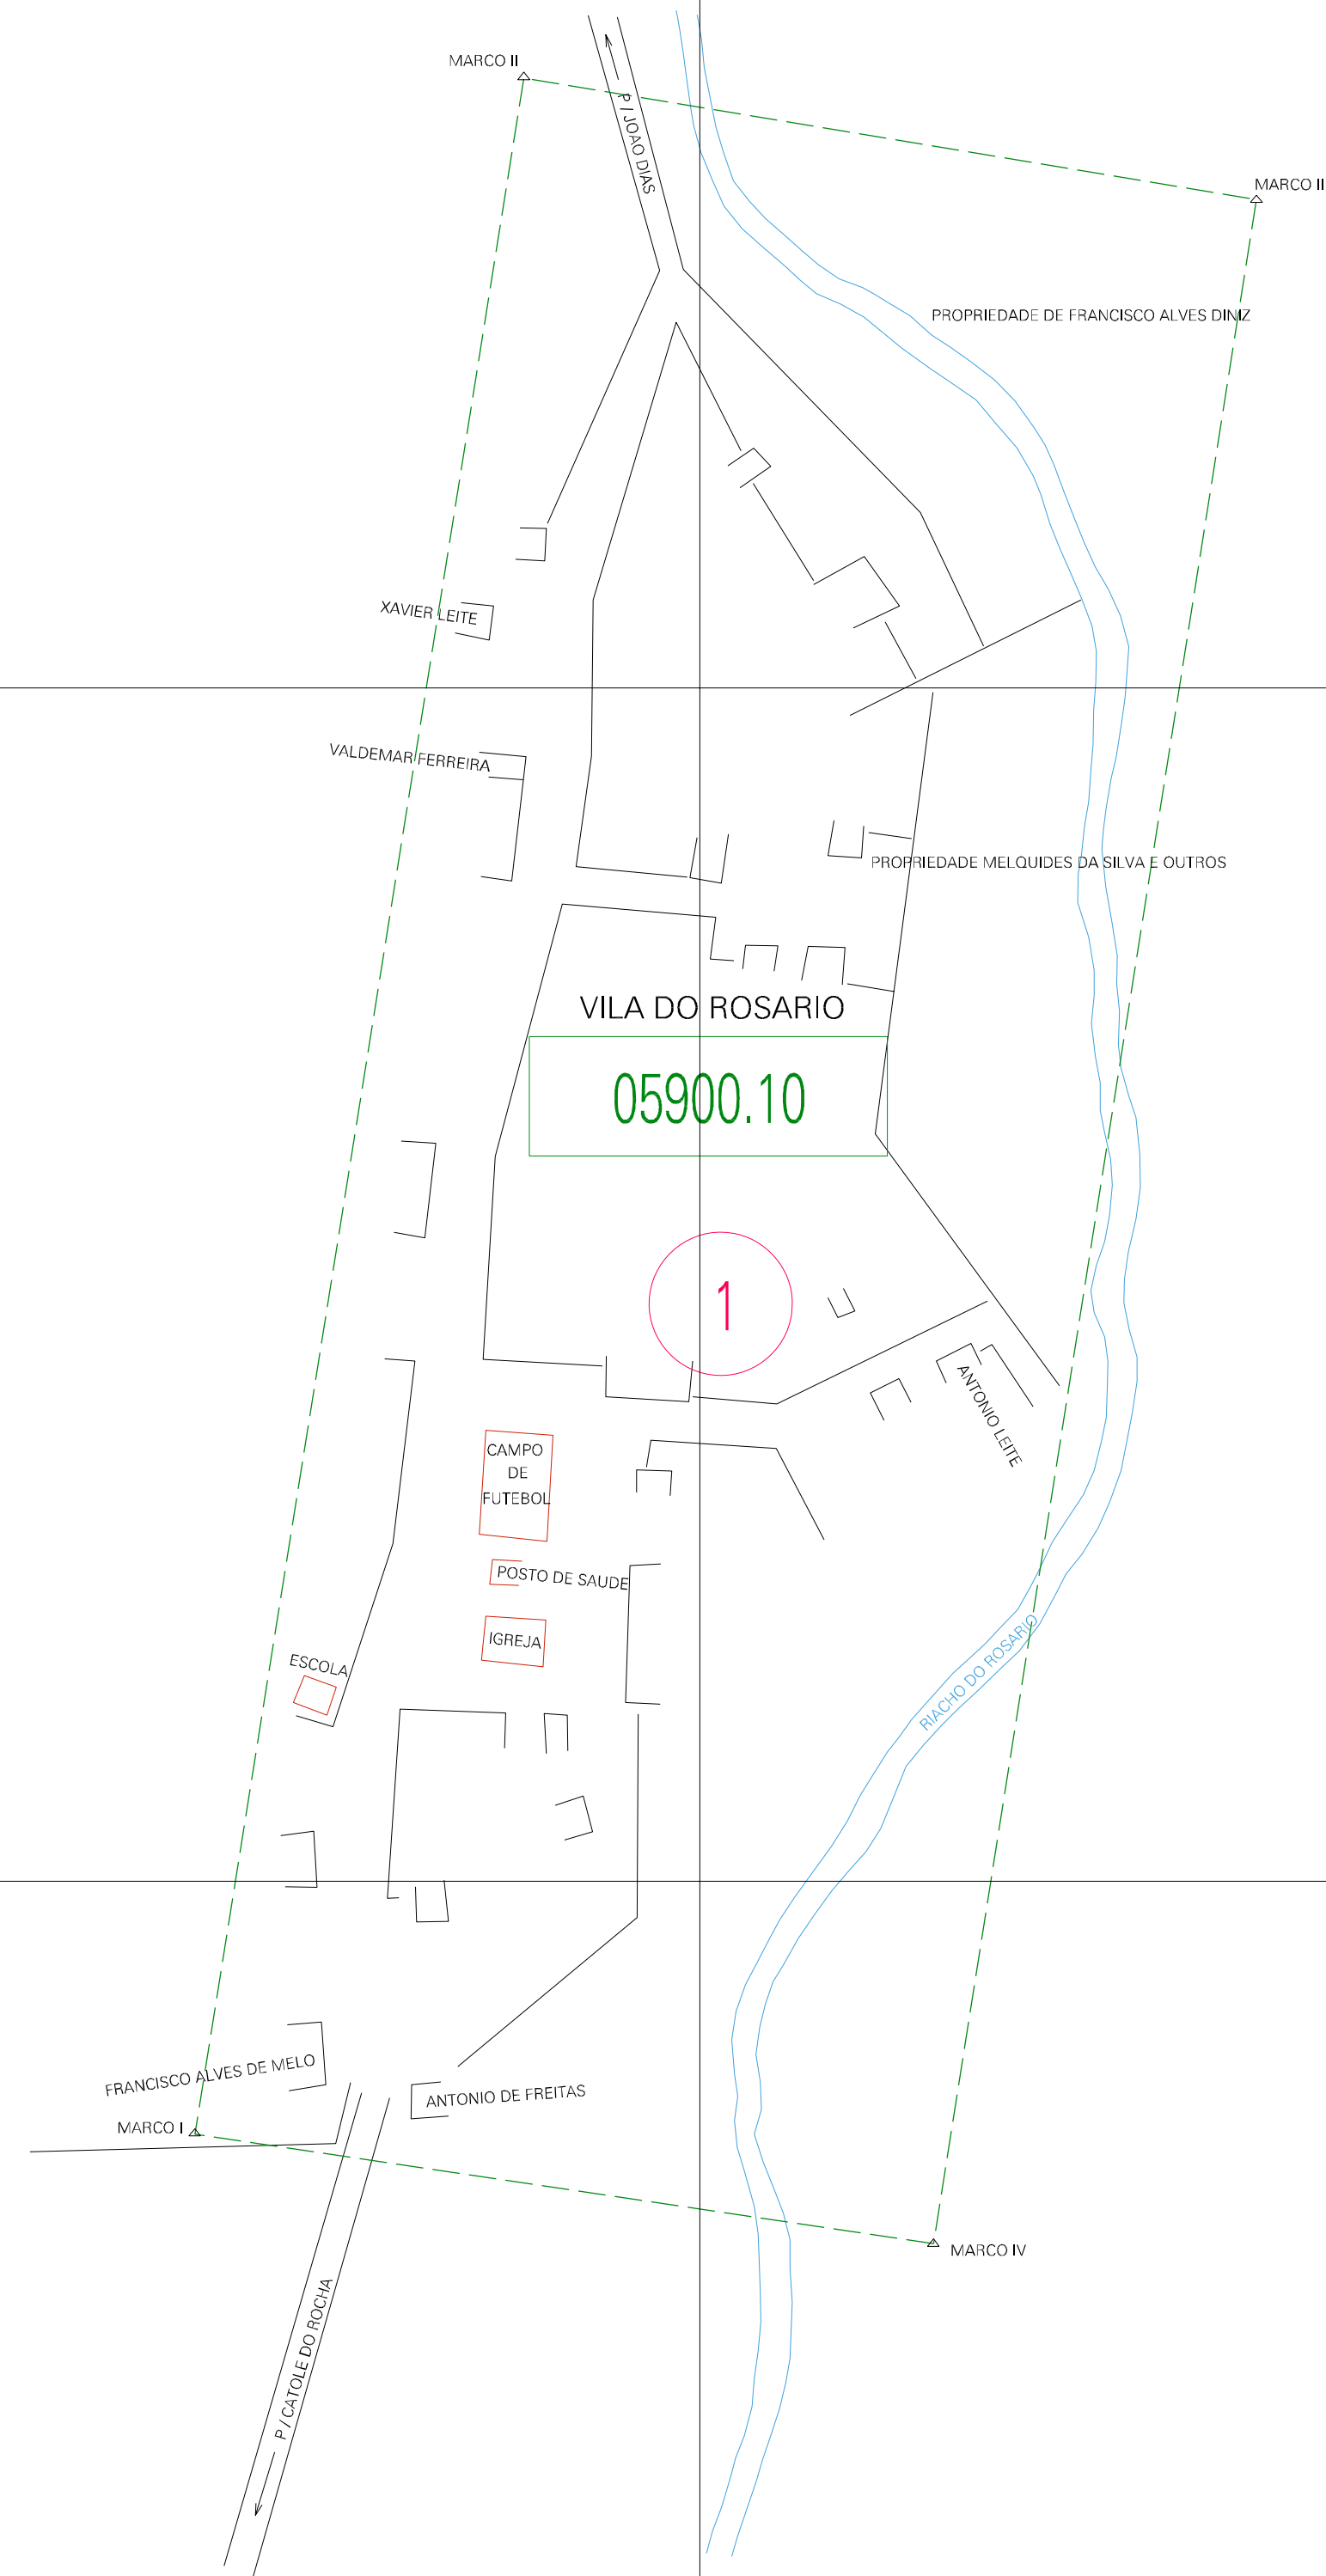 MARCO II
P / JOAO DIAS
MARCO II
PROPRIEDADE DE FRANCISCO ALVES DINIZ
XAVIER LEITE
VALDEMAR FERREIRA
PROPRIEDADE MELQUIDES DA SILVA E OUTROS
VILA DO ROSARIO
05900.10
1
ANTONIO LEITE
CAMPO
DE
FUTEBOL
POSTO DE SAUDE
IGREJA
ESCOLA
RIACHO DO ROSARIO
FRANCISCO ALVES DE MELO
ANTONIO DE FREITAS
MARCO I
MARCO IV
P / CATOLE DO ROCHA